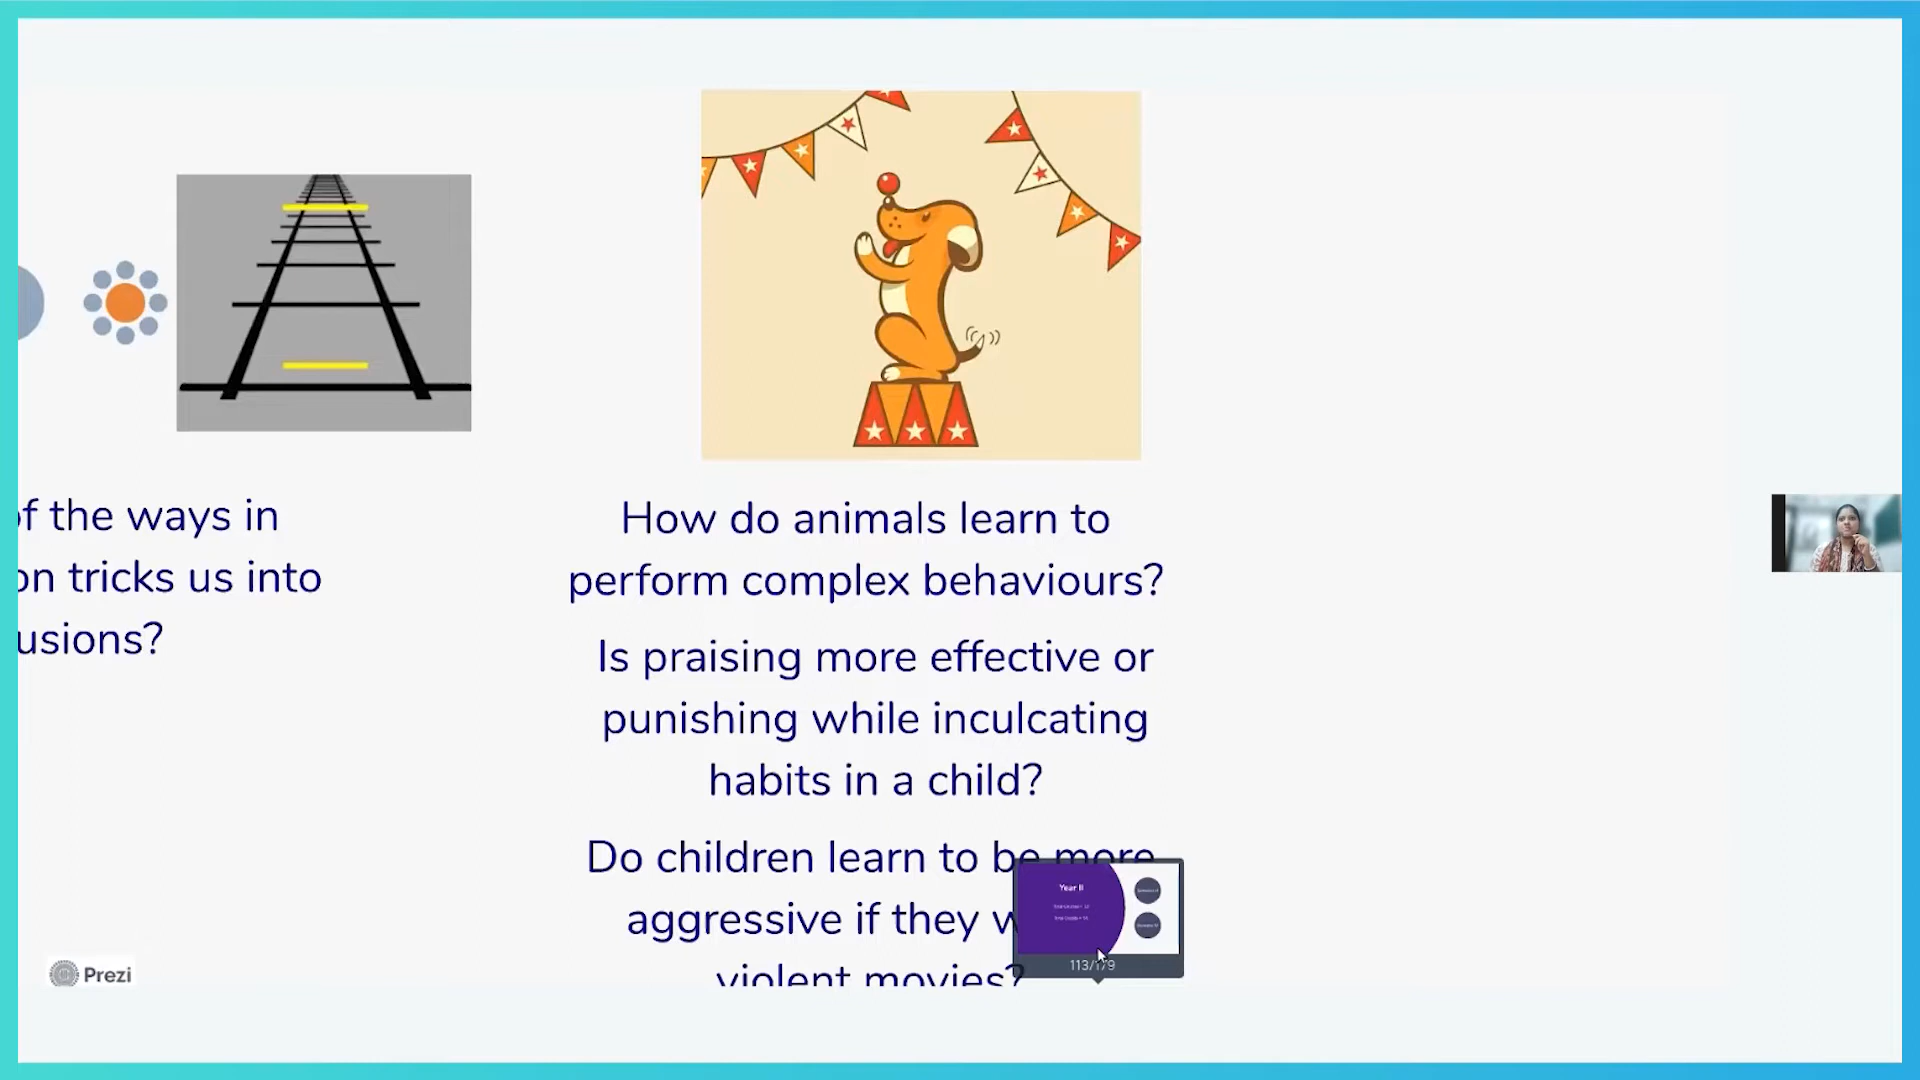 of the ways in
on tricks us into
usions?
How do animals learn to
perform complex behaviours?
Is praising more effective or
punishing while inculcating
habits in a child?
Do children learn to be more
aggressive if they
violent movies?
Year II
113/179
Prezi